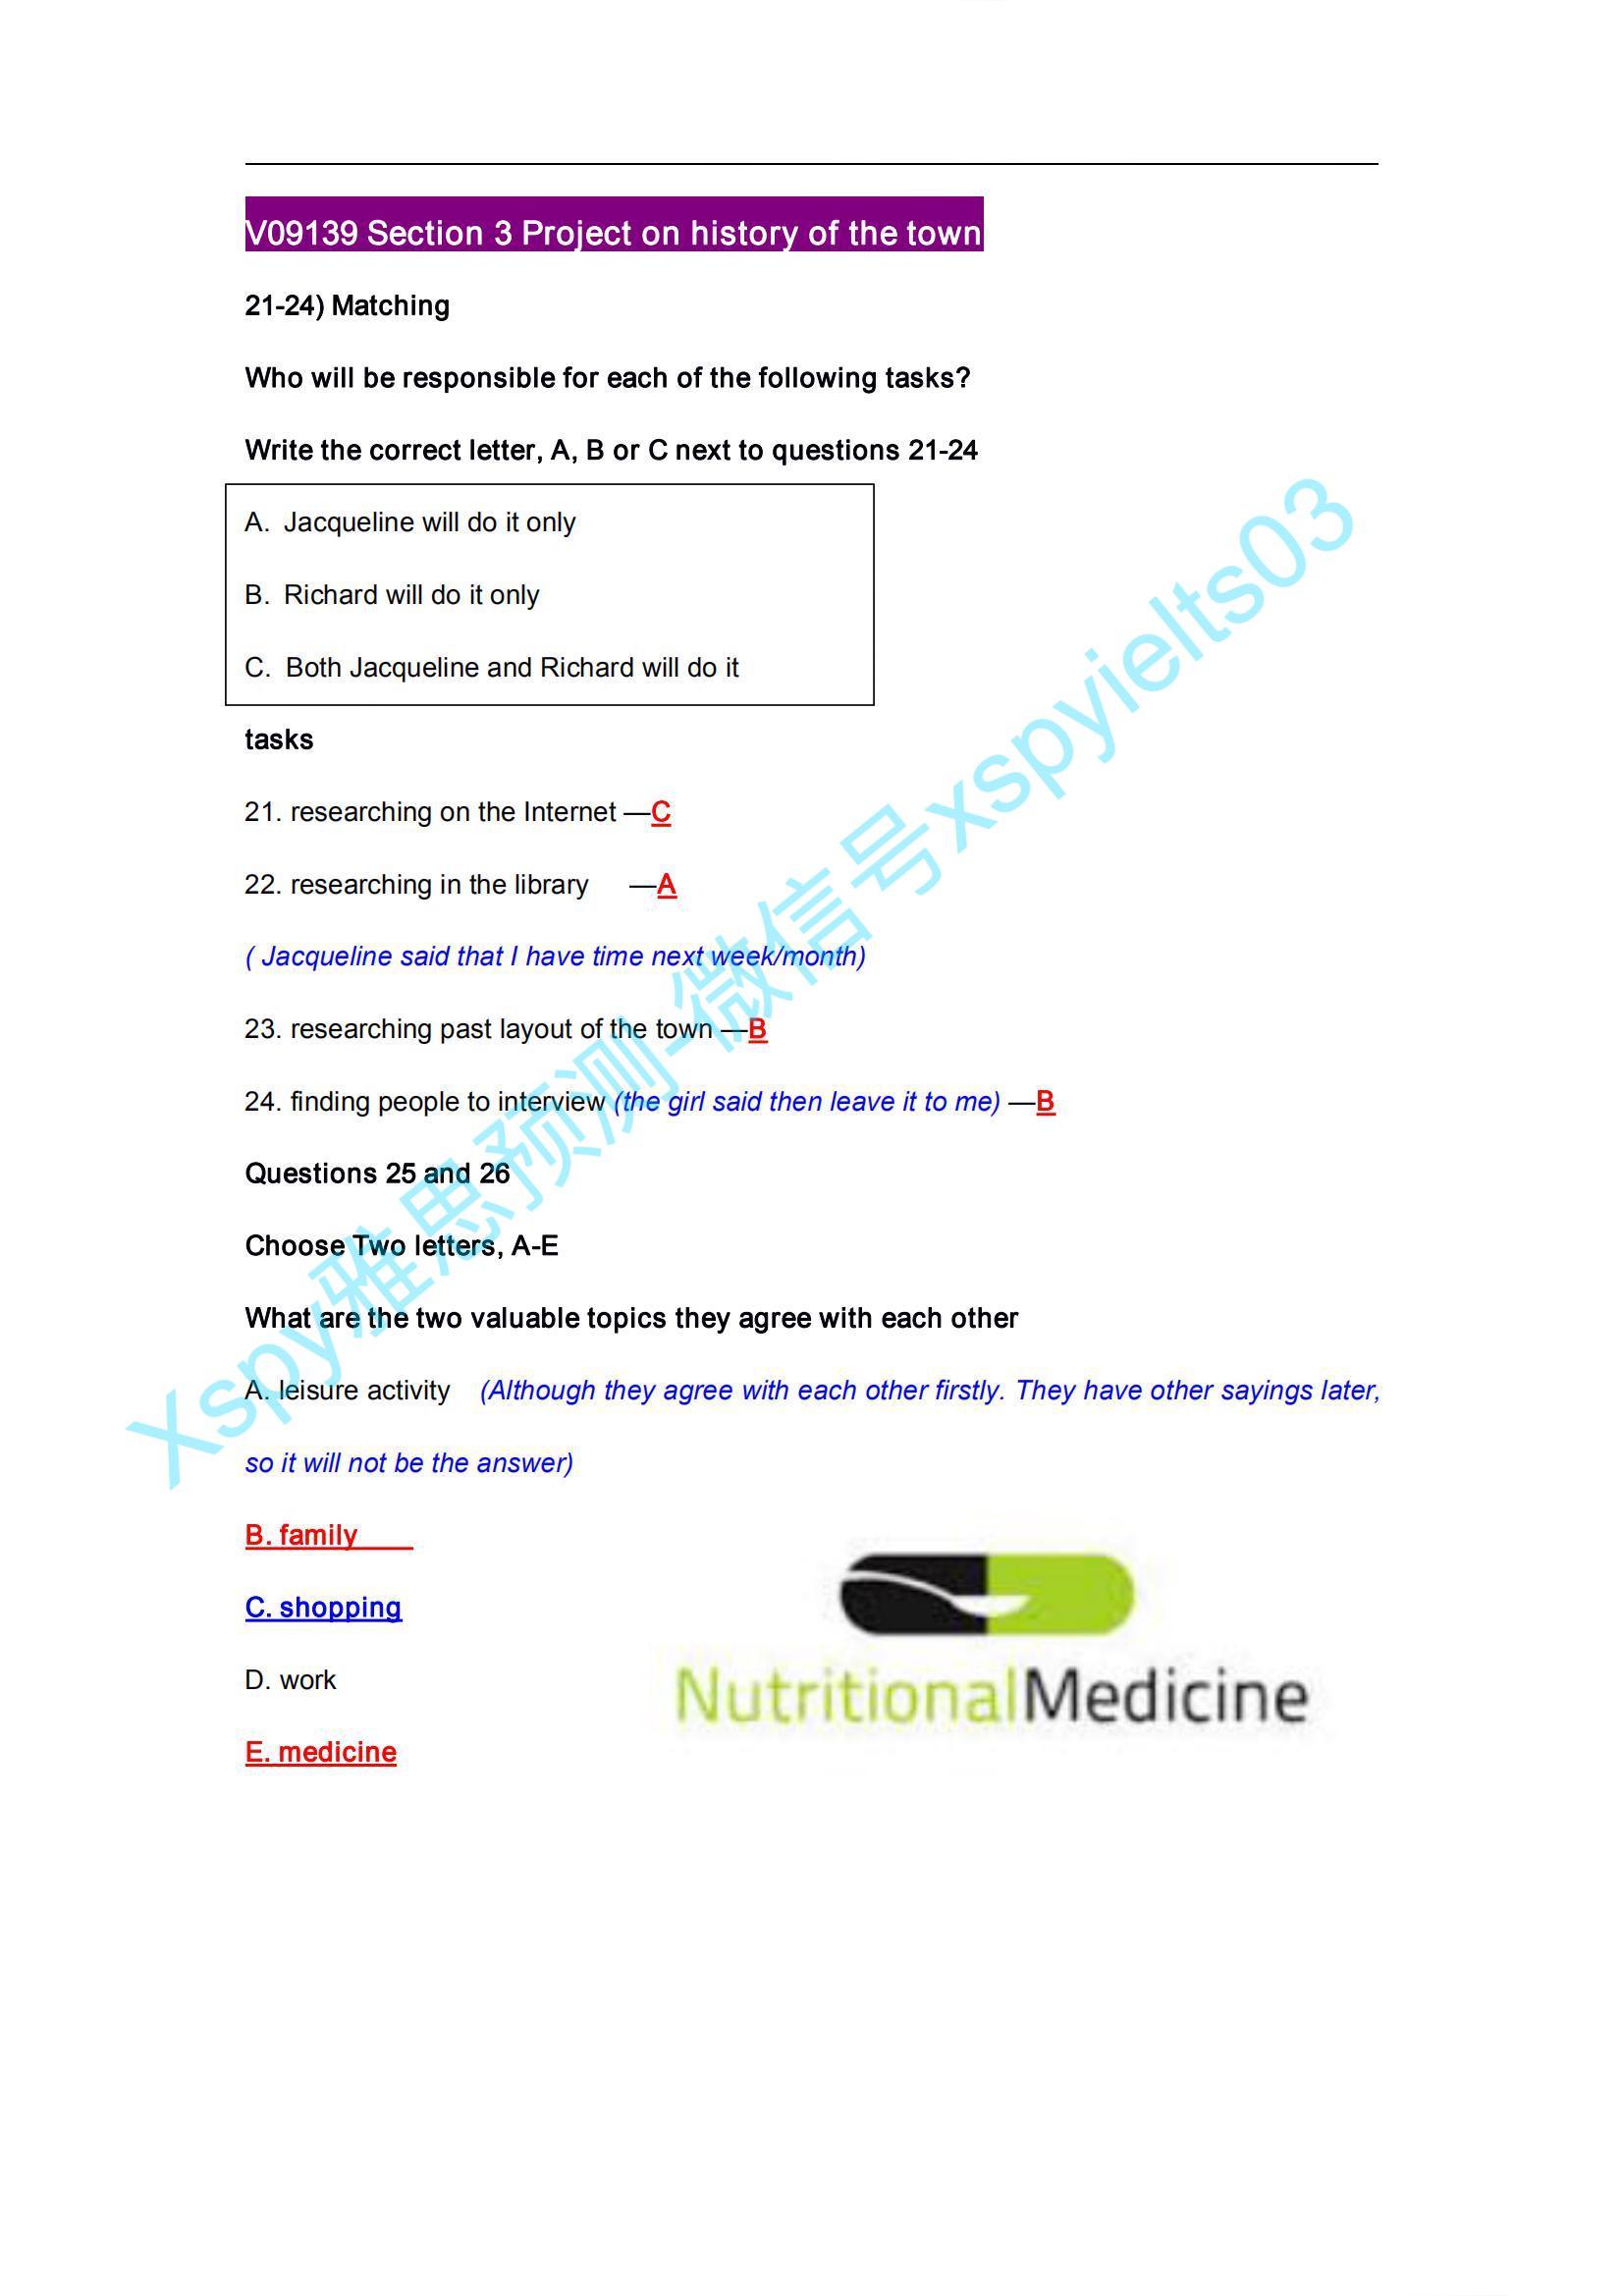 V09139 Section 3 Project on history of the town
21-24) Matching
Who will be responsible for each of the following tasks?
Write the correct letter, A, B or C next to questions 21-24
A. Jacqueline will do it only
B. Richard will do it only
C. Both Jacqueline and Richard will do it
tasks
21. researching on the Internet —C
22. researching in the library —A
( Jacqueline said that I have time next week/month)
23. researching past layout of the town —B
24. finding people to interview (the girl said then leave it to me) —B
Questions 25 and 26
Choose Two letters, A-E
What are the two valuable topics they agree with each other
A. leisure activity (Although they agree with each other firstly. They have other sayings later,
so it will not be the answer)
B. family
C. shopping
D. work
E. medicine
NutritionalMedicine
Xspy雅思预测-微信号xspyielts03